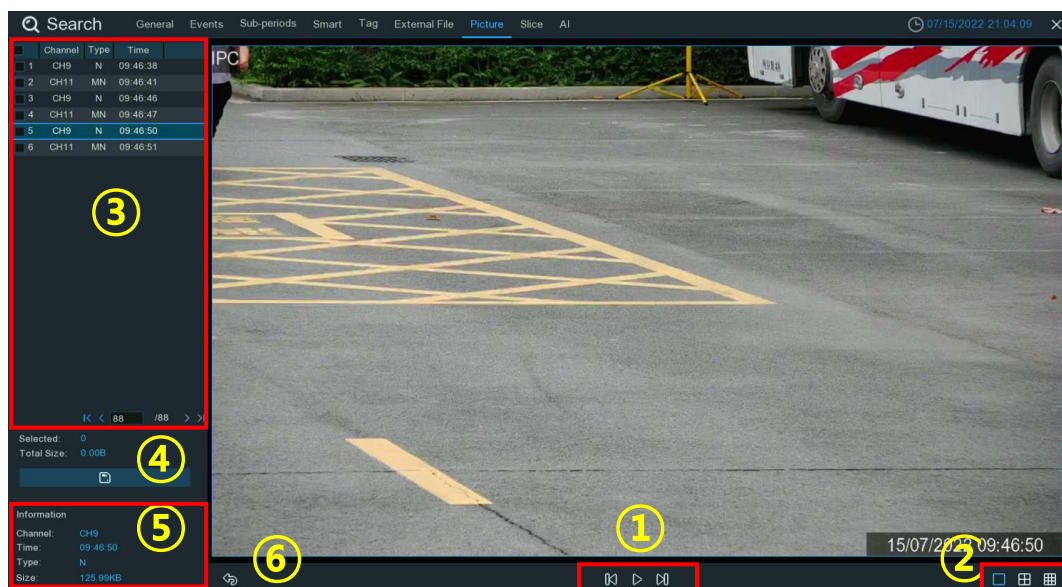 Search General Events Sub-periods Smart Tag External File Picture Slice AI 07/15/2022 21:04:09
Channel Type Time
1 CH9 N 09:46:38
2 CH11 MN 09:46:41
3 CH9 N 09:46:46
4 CH11 MN 09:46:47
5 CH9 N 09:46:50
6 CH11 MN 09:46:51
IPC
③
88 /88
Selected: 0
Total Size: 0.00B
④
Information
Channel: CH9
Time: 09:46:50
Type: N
Size: 125.99KB
⑤
⑥
①
15/07/2022 09:46:50
②